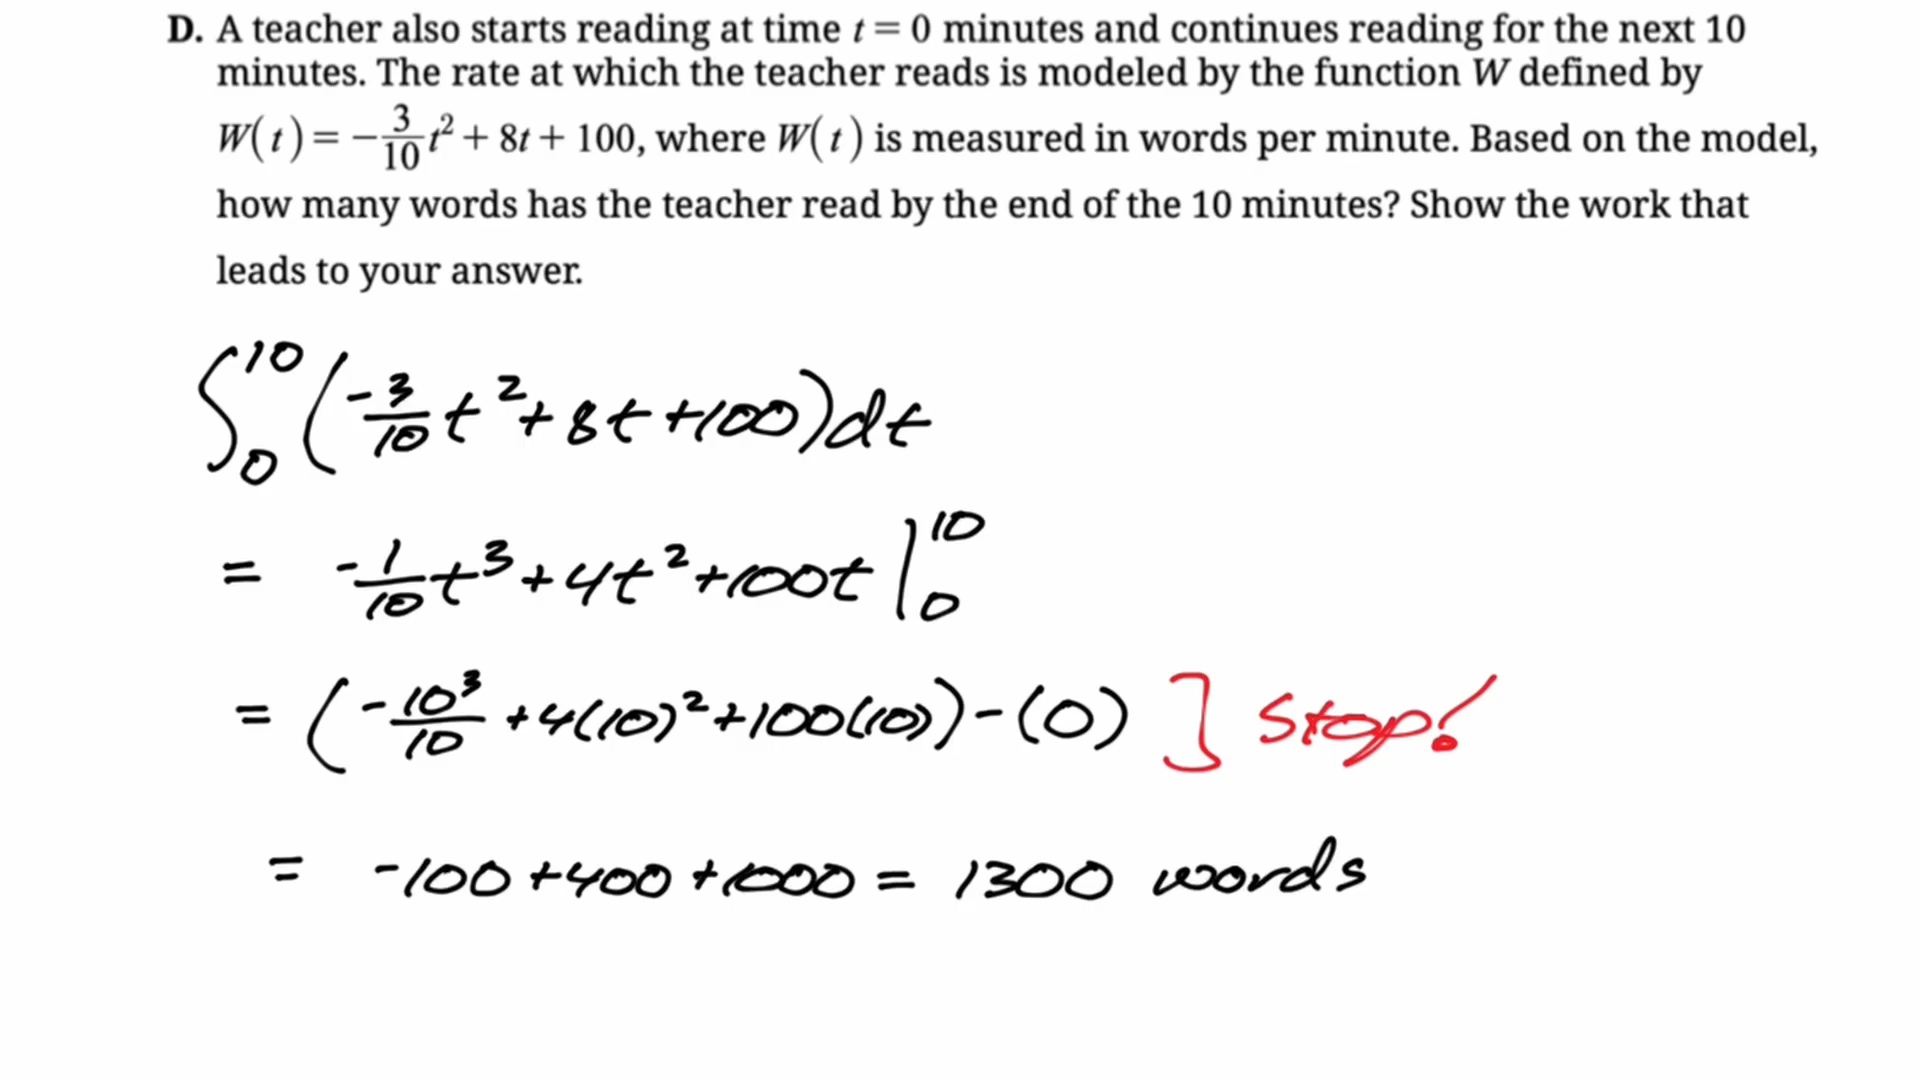 D. A teacher also starts reading at time t = 0 minutes and continues reading for the next 10
minutes. The rate at which the teacher reads is modeled by the function W defined by
W(t) = −3/10 t² + 8t + 100, where W(t) is measured in words per minute. Based on the model,
how many words has the teacher read by the end of the 10 minutes? Show the work that
leads to your answer.
∫₀¹⁰ (-3/10 t² + 8t + 100) dt
= -1/10 t³ + 4t² + 100t |₀¹⁰
= (-10³/10 + 4(10)² + 100(10)) - (0) ] Stop!
= -100 + 400 + 1000 = 1300 words